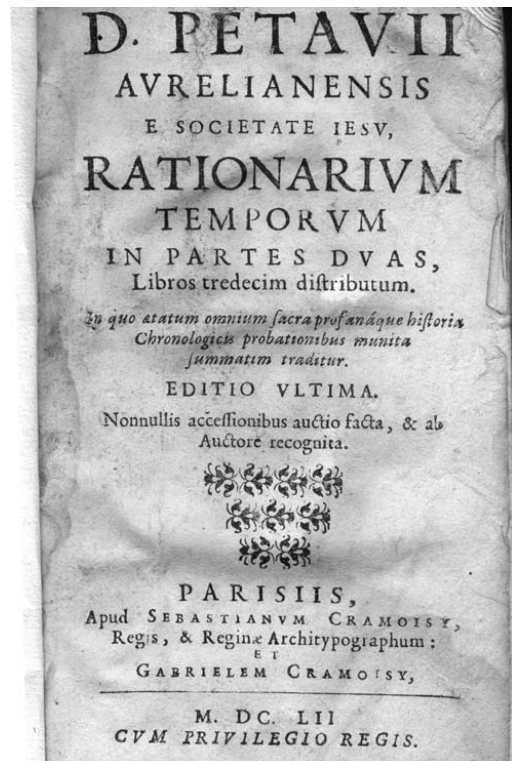 D. PETAVII
AVRELIANENSIS
E SOCIETATE IESV,
RATIONARIVM
TEMPORVM
IN PARTES DVAS,
Libros tredecim diſtributum.
In quo ætatum omnium ſacra profanáque hiſtoria
Chronologicis probationibus munita
ſummatim traditur.
EDITIO VLTIMA.
Nonnullis acceſſionibus auctio facta, & ab
Auctore recognita.
PARISIIS,
Apud SEBASTIANVM CRAMOISY,
Regis, & Reginæ Architypographum:
ET
GABRIELEM CRAMOISY,
M. DC. LII
CVM PRIVILEGIO REGIS.